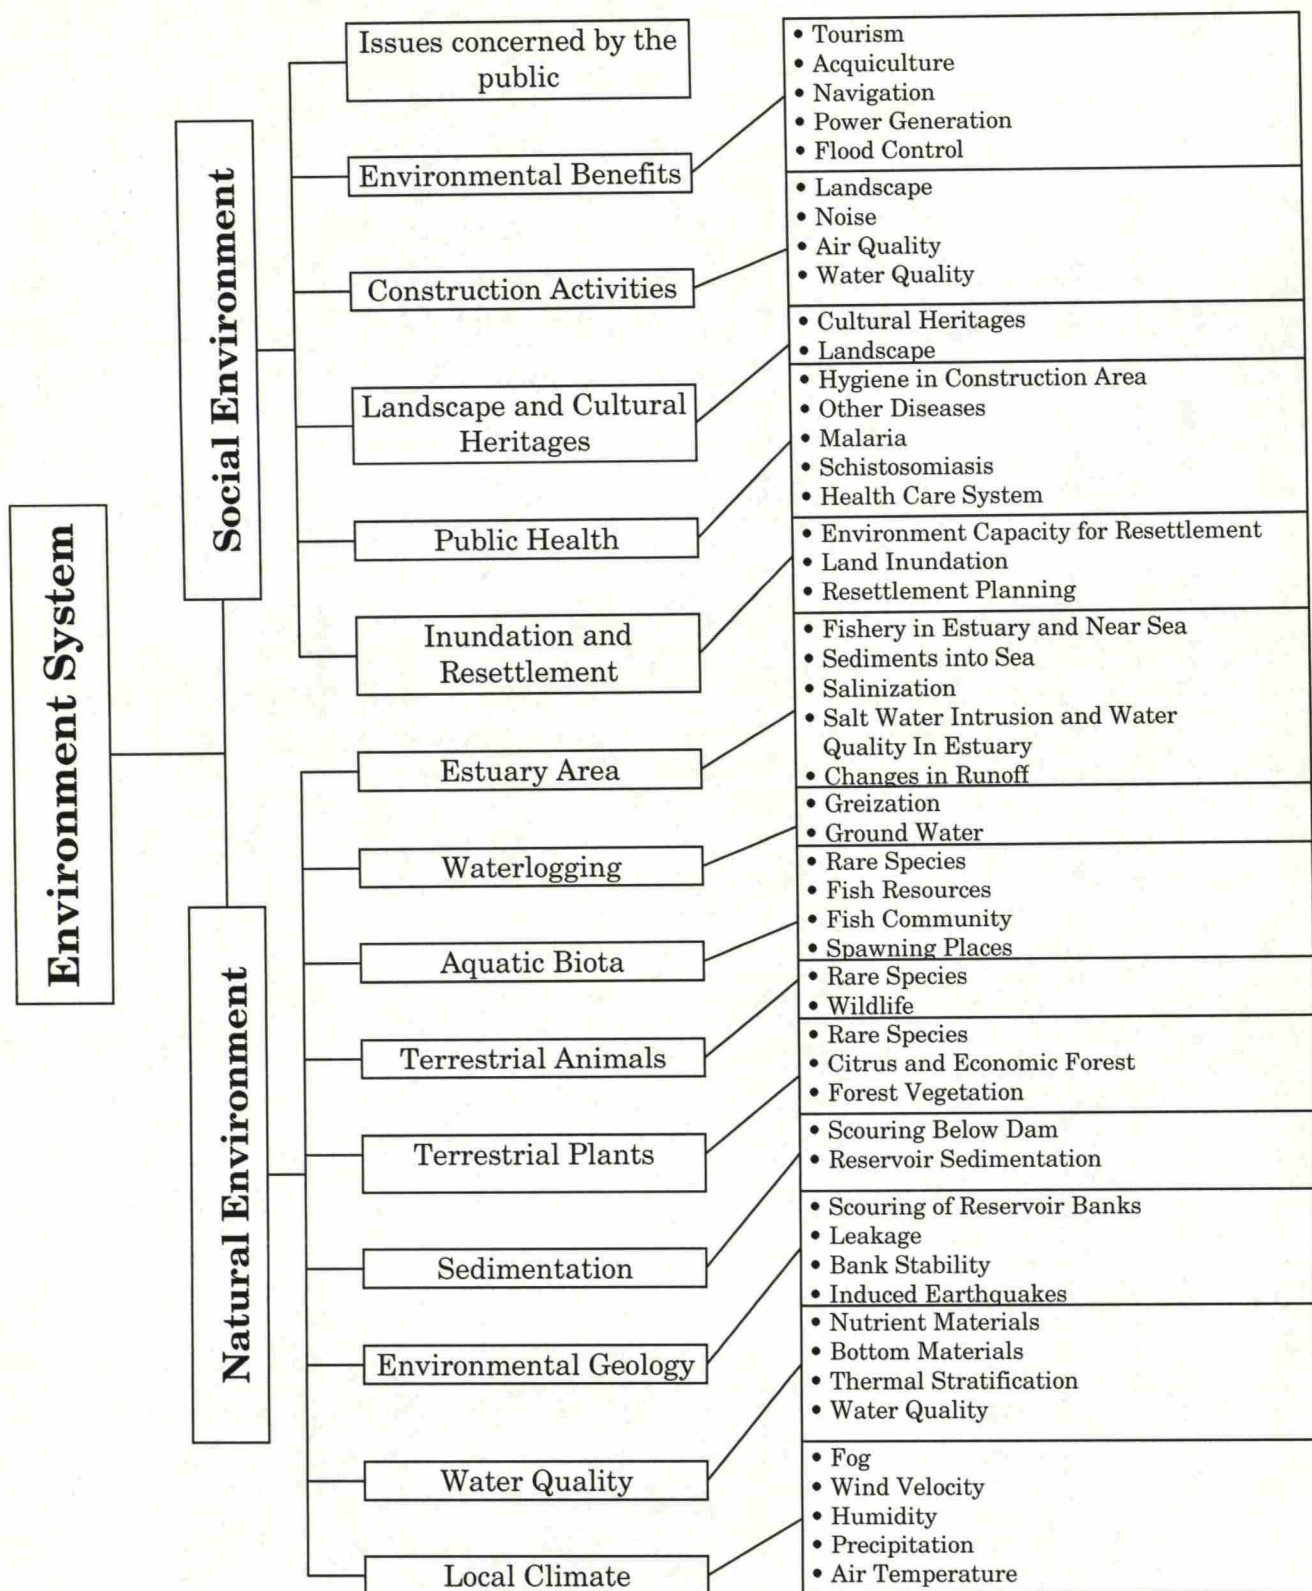 Environment System
Social Environment
Natural Environment
Issues concerned by the
public
Environmental Benefits
Construction Activities
Landscape and Cultural
Heritages
Public Health
Inundation and
Resettlement
Estuary Area
Waterlogging
Aquatic Biota
Terrestrial Animals
Terrestrial Plants
Sedimentation
Environmental Geology
Water Quality
Local Climate
• Tourism
• Acquiculture
• Navigation
• Power Generation
• Flood Control
• Landscape
• Noise
• Air Quality
• Water Quality
• Cultural Heritages
• Landscape
• Hygiene in Construction Area
• Other Diseases
• Malaria
• Schistosomiasis
• Health Care System
• Environment Capacity for Resettlement
• Land Inundation
• Resettlement Planning
• Fishery in Estuary and Near Sea
• Sediments into Sea
• Salinization
• Salt Water Intrusion and Water
Quality In Estuary
• Changes in Runoff
• Greization
• Ground Water
• Rare Species
• Fish Resources
• Fish Community
• Spawning Places
• Rare Species
• Wildlife
• Rare Species
• Citrus and Economic Forest
• Forest Vegetation
• Scouring Below Dam
• Reservoir Sedimentation
• Scouring of Reservoir Banks
• Leakage
• Bank Stability
• Induced Earthquakes
• Nutrient Materials
• Bottom Materials
• Thermal Stratification
• Water Quality
• Fog
• Wind Velocity
• Humidity
• Precipitation
• Air Temperature